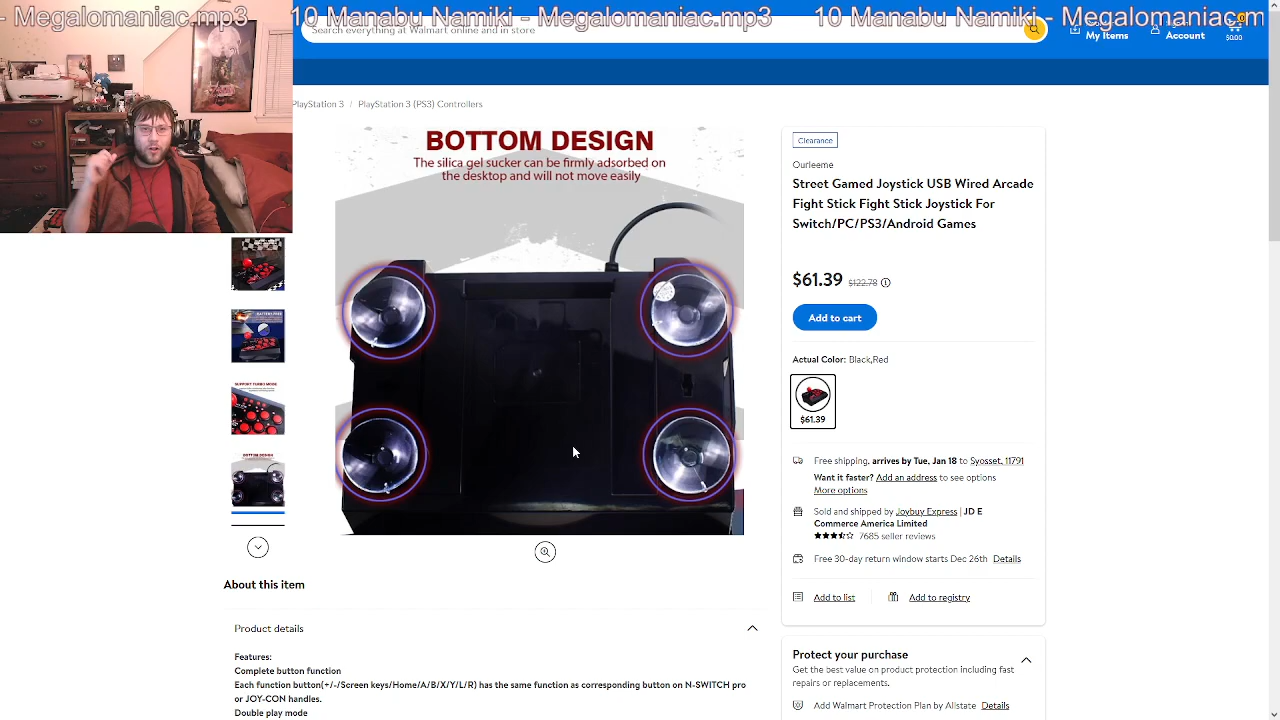 - Megalomaniac.mp3 10 Manabu Namiki - Megalomaniac.mp3 10 Manabu Namiki - Megalomaniac.m
Search everything at Walmart online and in store
My Items
Account
0
$0.00
PlayStation 3 / PlayStation 3 (PS3) Controllers
BOTTOM DESIGN
The silica gel sucker can be firmly adsorbed on
the desktop and will not move easily
Clearance
Ourleeme
Street Gamed Joystick USB Wired Arcade
Fight Stick Fight Stick Joystick For
Switch/PC/PS3/Android Games
$61.39 $122.78
Add to cart
Actual Color: Black,Red
$61.39
Free shipping, arrives by Tue, Jan 18 to Syosset, 11791
Want it faster? Add an address to see options
More options
Sold and shipped by Joybuy Express | JD E
Commerce America Limited
7685 seller reviews
Free 30-day return window starts Dec 26th Details
Add to list
Add to registry
SUPPORT TURBO MODE
BOTTOM DESIGN
About this item
Product details
Features:
Complete button function
Each function button(+/-/Screen keys/Home/A/B/X/Y/L/R) has the same function as corresponding button on N-SWITCH pro
or JOY-CON handles.
Double play mode
Protect your purchase
Get the best value on product protection including fast
repairs or replacements.
Add Walmart Protection Plan by Allstate Details